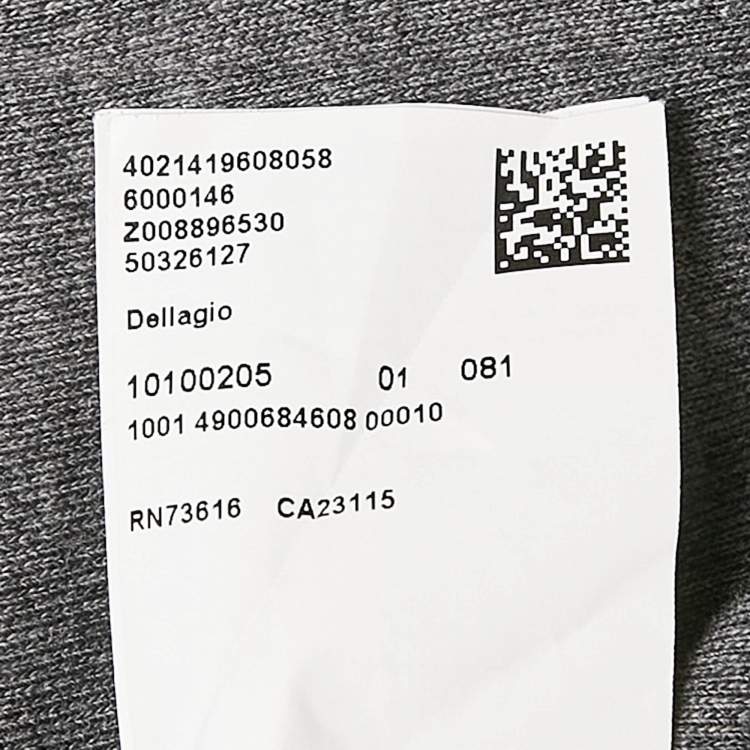 4021419608058
6000146
Z008896530
50326127
Dellagio
10100205 01 081
1001 4900684608 00010
RN73616 CA23115